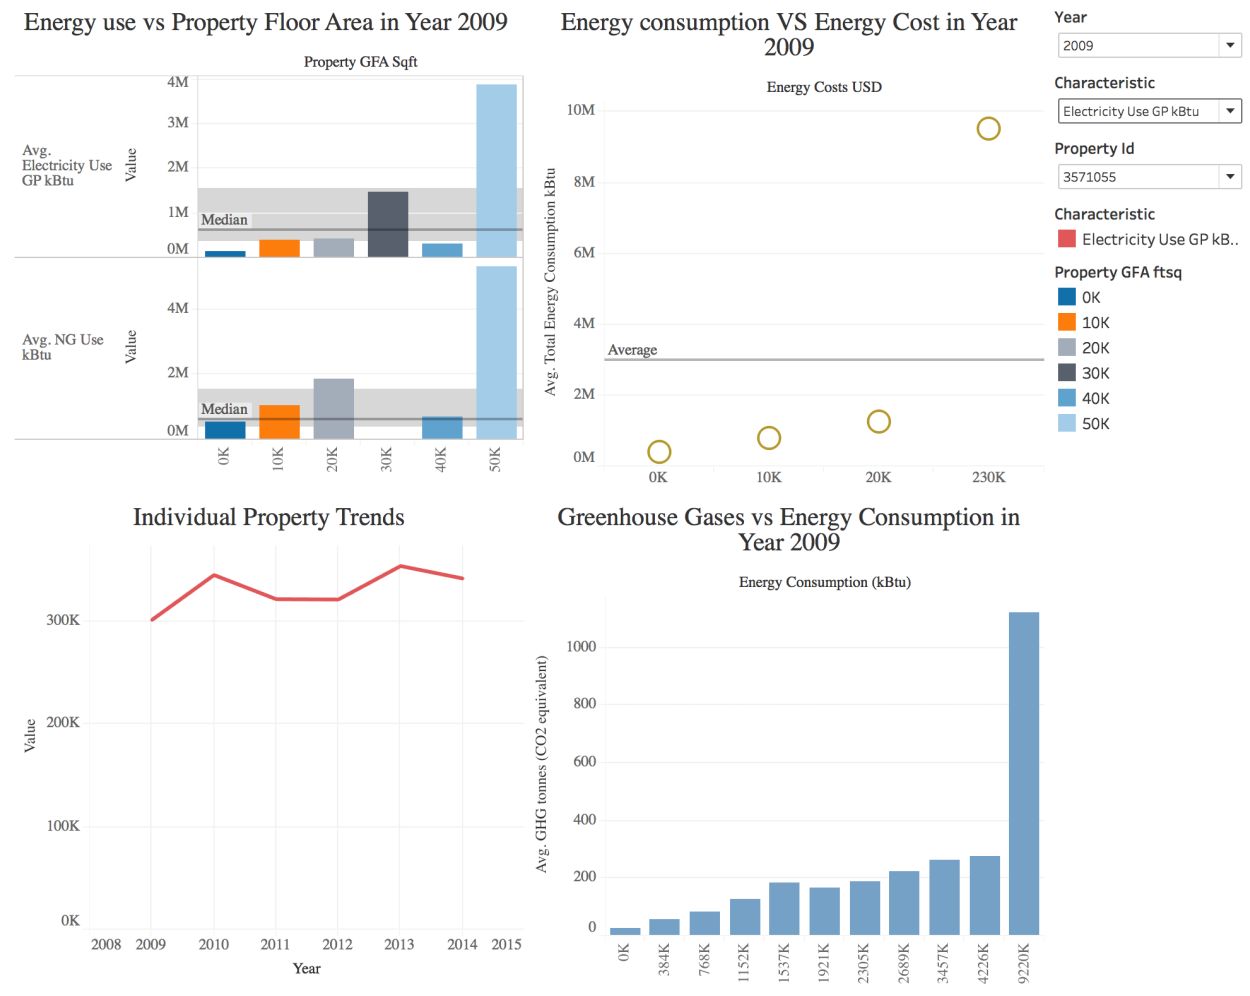 Energy use vs Property Floor Area in Year 2009
Property GFA Sqft
4M
3M
2M
1M
0M
Avg.
Electricity Use
GP kBtu
Value
Median
4M
2M
0M
Avg. NG Use
kBtu
Value
Median
0K
10K
20K
30K
40K
50K
Energy consumption VS Energy Cost in Year
2009
Energy Costs USD
Avg. Total Energy Consumption kBtu
10M
8M
6M
4M
2M
0M
Average
0K
10K
20K
230K
Year
2009
Characteristic
Electricity Use GP kBtu
Property Id
3571055
Characteristic
Electricity Use GP kB..
Property GFA ftsq
0K
10K
20K
30K
40K
50K
Individual Property Trends
Value
300K
200K
100K
0K
2008
2009
2010
2011
2012
2013
2014
2015
Year
Greenhouse Gases vs Energy Consumption in
Year 2009
Energy Consumption (kBtu)
Avg. GHG tonnes (CO2 equivalent)
1000
800
600
400
200
0
0K
384K
768K
1152K
1537K
1921K
2305K
2689K
3457K
4226K
9220K